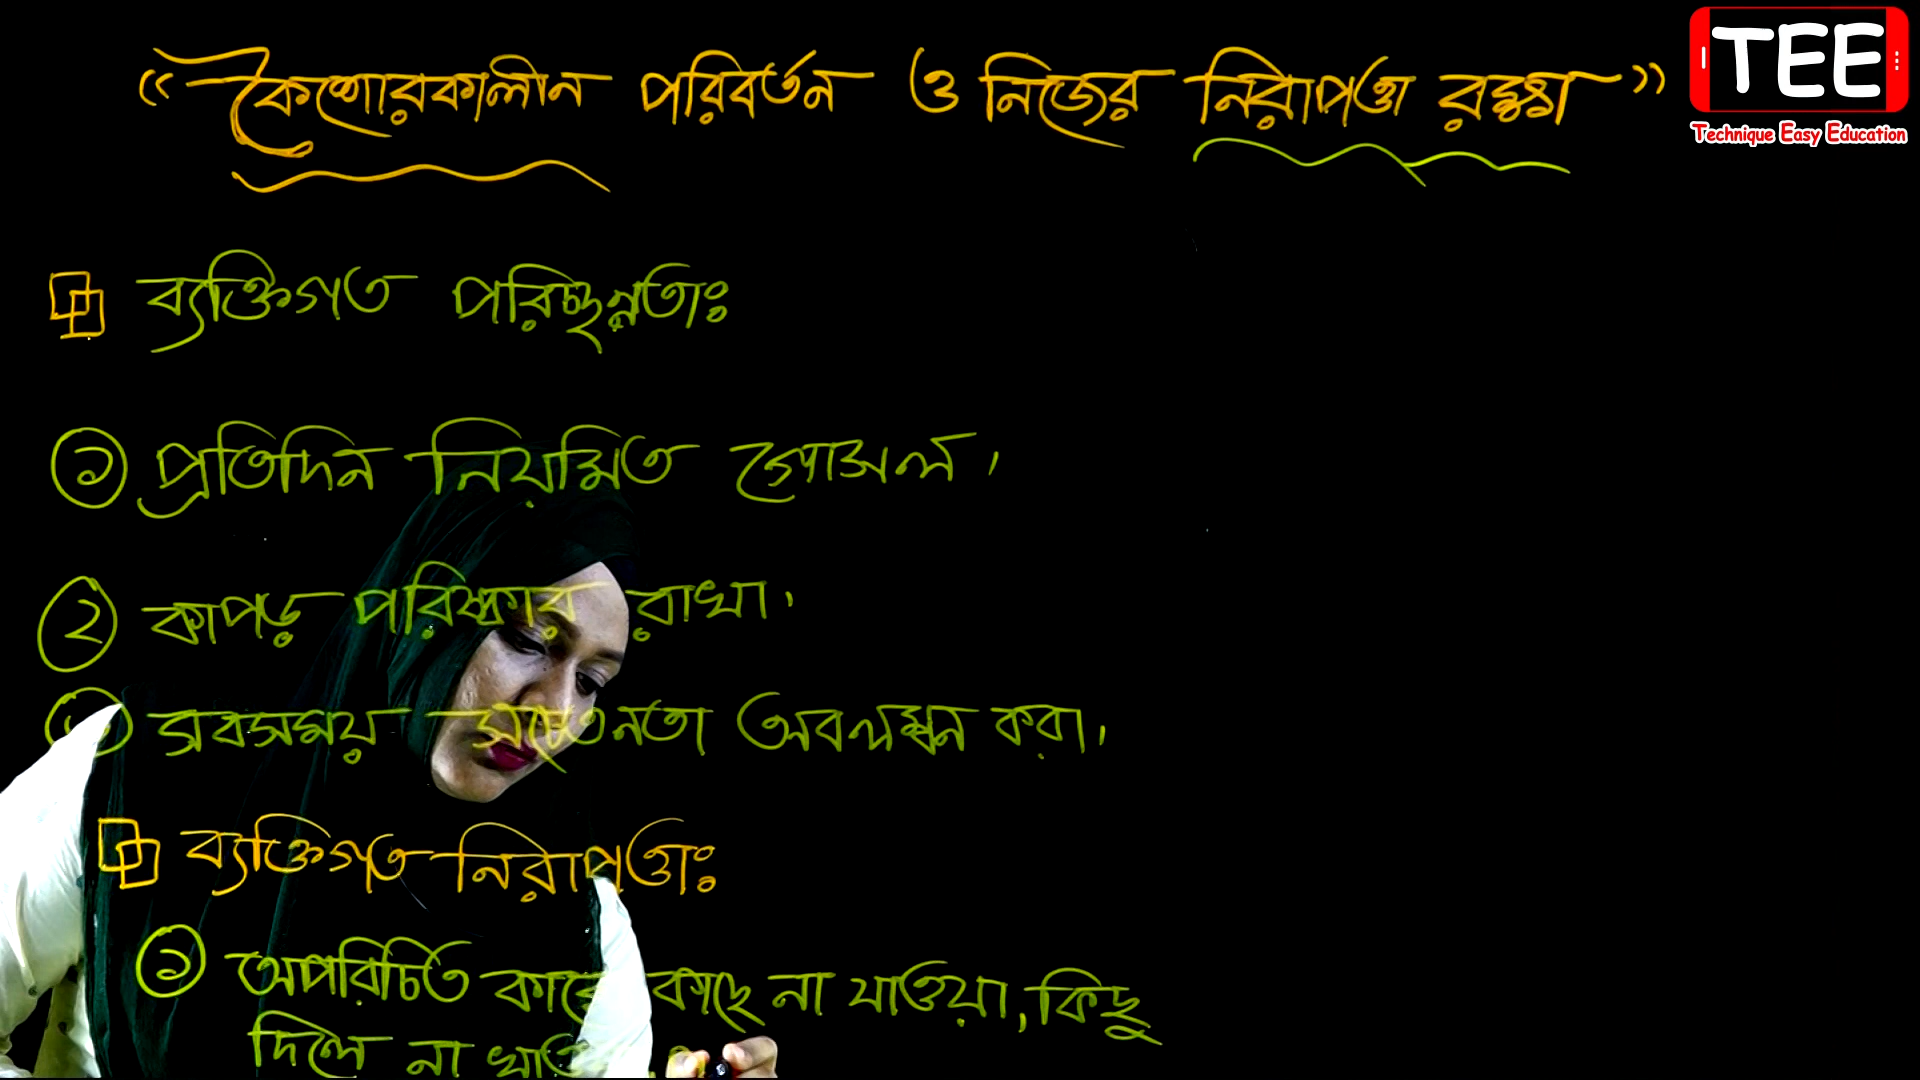 “কৈশোরকালীন পরিবর্তন ও নিজের নিরাপত্তা রক্ষা”
TEE
Technique Easy Education
ব্যক্তিগত পরিচ্ছন্নতাঃ
১ প্রতিদিন নিয়মিত গোসল।
২ কাপড় পরিষ্কার রাখা।
৩ সবসময় সচেতনতা অবলম্বন করা।
ব্যক্তিগত নিরাপত্তাঃ
১ অপরিচিত কারো কাছে না যাওয়া, কিছু
দিলে না